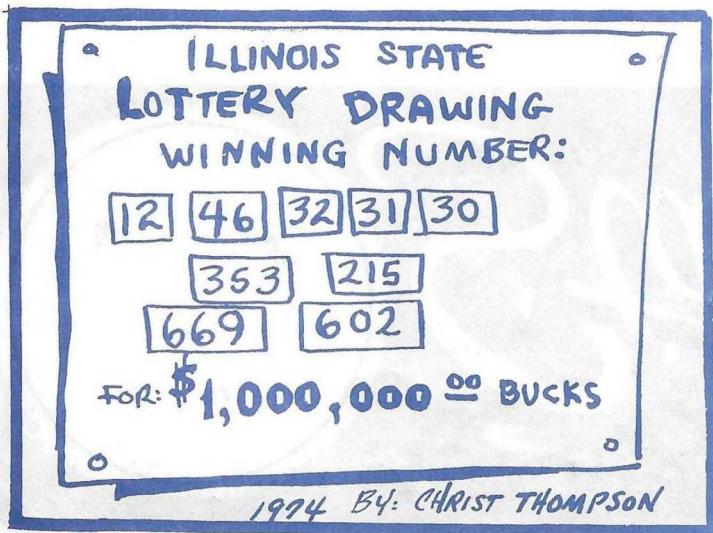 ILLINOIS STATE
LOTTERY DRAWING
WINNING NUMBER:
12 46 32 31 30
353 215
669 602
FOR: $1,000,000 00 BUCKS
1974 BY: CHRIST THOMPSON